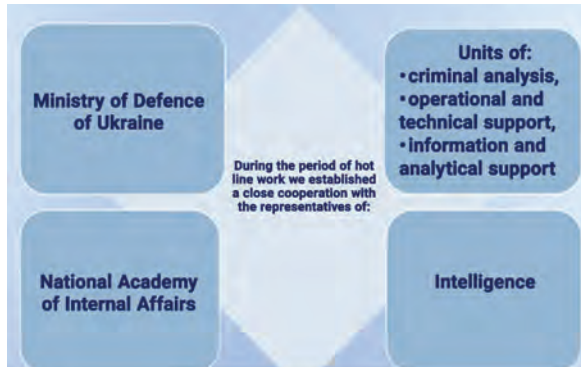 Ministry of Defence
of Ukraine
Units of:
•criminal analysis,
•operational and
technical support,
•information and
analytical support
During the period of hot
line work we established
a close cooperation with
the representatives of:
National Academy
of Internal Affairs
Intelligence